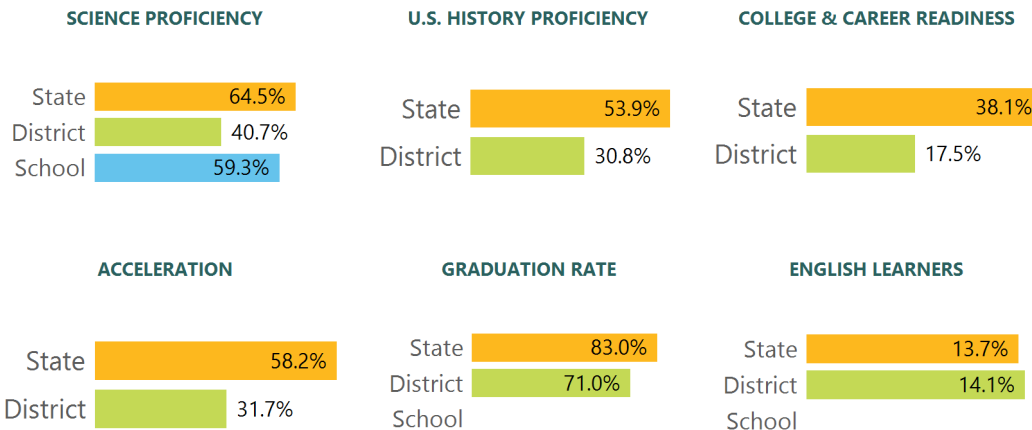 SCIENCE PROFICIENCY
State 64.5%
District 40.7%
School 59.3%
U.S. HISTORY PROFICIENCY
State 53.9%
District 30.8%
COLLEGE & CAREER READINESS
State 38.1%
District 17.5%
ACCELERATION
State 58.2%
District 31.7%
GRADUATION RATE
State 83.0%
District 71.0%
School
ENGLISH LEARNERS
State 13.7%
District 14.1%
School